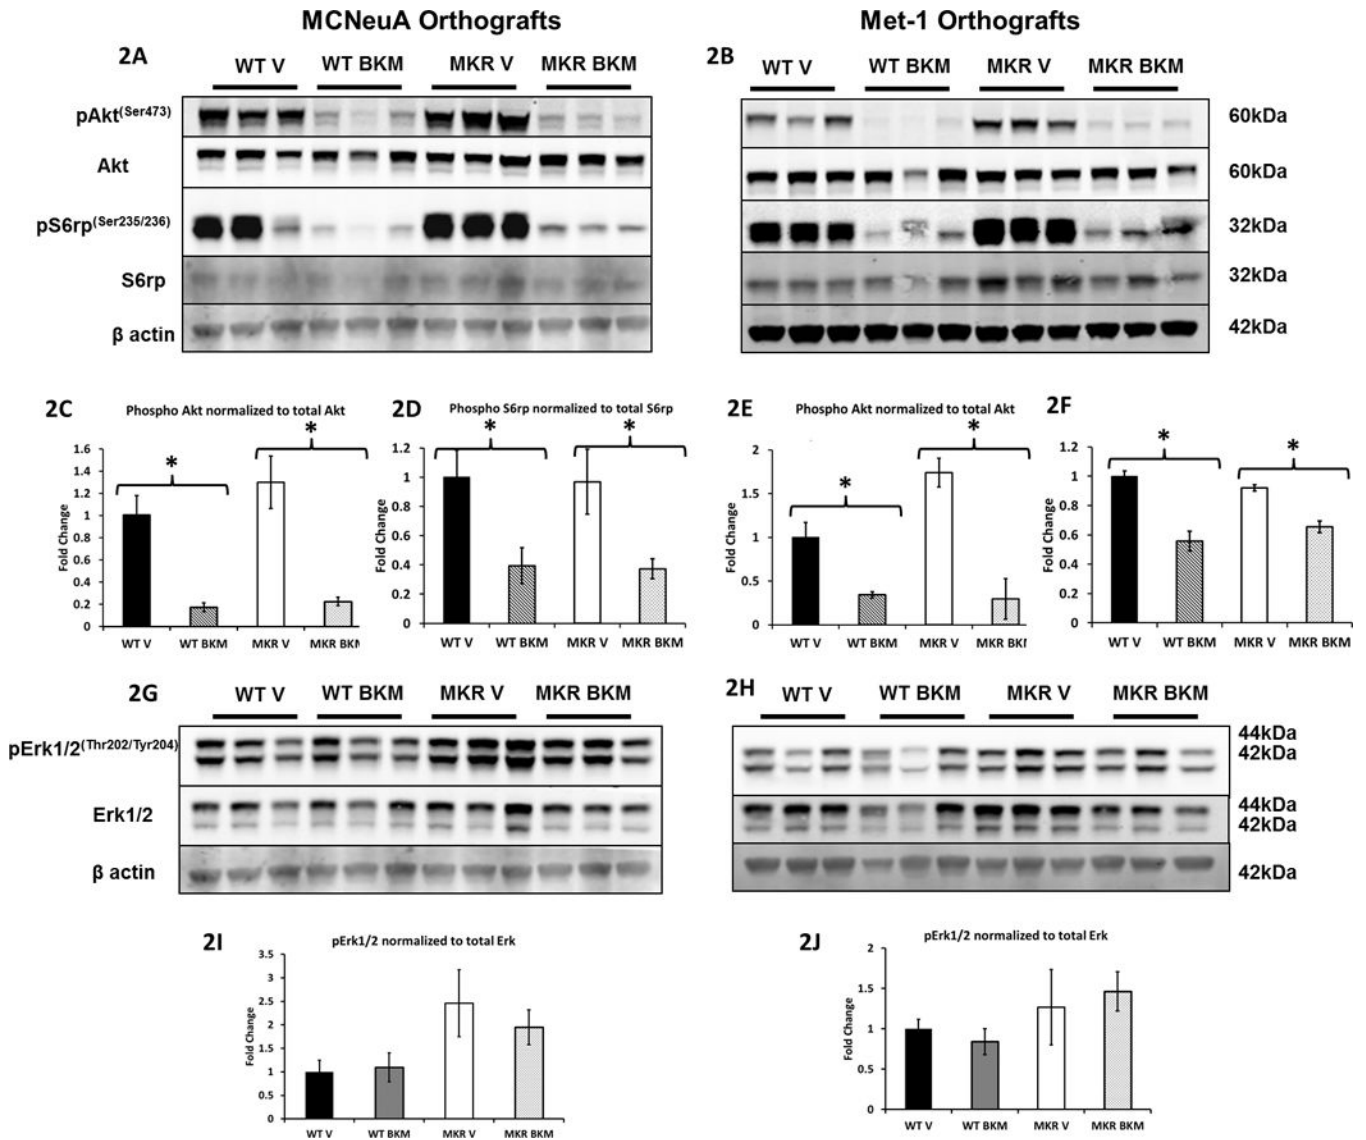 MCNeuA Orthografts
Met-1 Orthografts
2A
WT V WT BKM MKR V MKR BKM
pAkt(Ser473)
Akt
pS6rp(Ser235/236)
S6rp
β actin
2B
WT V WT BKM MKR V MKR BKM
60kDa
60kDa
32kDa
32kDa
42kDa
2C
Phospho Akt normalized to total Akt
* *
Fold Change
1.6
1.4
1.2
1
0.8
0.6
0.4
0.2
0
WT V WT BKM MKR V MKR BKM
2D
Phospho S6rp normalized to total S6rp
* *
Fold Change
1.2
1
0.8
0.6
0.4
0.2
0
WT V WT BKM MKR V MKR BKM
2E
Phospho Akt normalized to total Akt
* *
Fold Change
2
1.5
1
0.5
0
WT V WT BKM MKR V MKR BKM
2F
* *
Fold Change
1.2
1
0.8
0.6
0.4
0.2
0
WT V WT BKM MKR V MKR BKM
2G
WT V WT BKM MKR V MKR BKM
pErk1/2(Thr202/Tyr204)
Erk1/2
β actin
2H
WT V WT BKM MKR V MKR BKM
44kDa
42kDa
44kDa
42kDa
42kDa
2I
pErk1/2 normalized to total Erk
Fold Change
3.5
3
2.5
2
1.5
1
0.5
0
WT V WT BKM MKR V MKR BKM
2J
pErk1/2 normalized to total Erk
Fold Change
2
1.5
1
0.5
0
WT V WT BKM MKR V MKR BKM